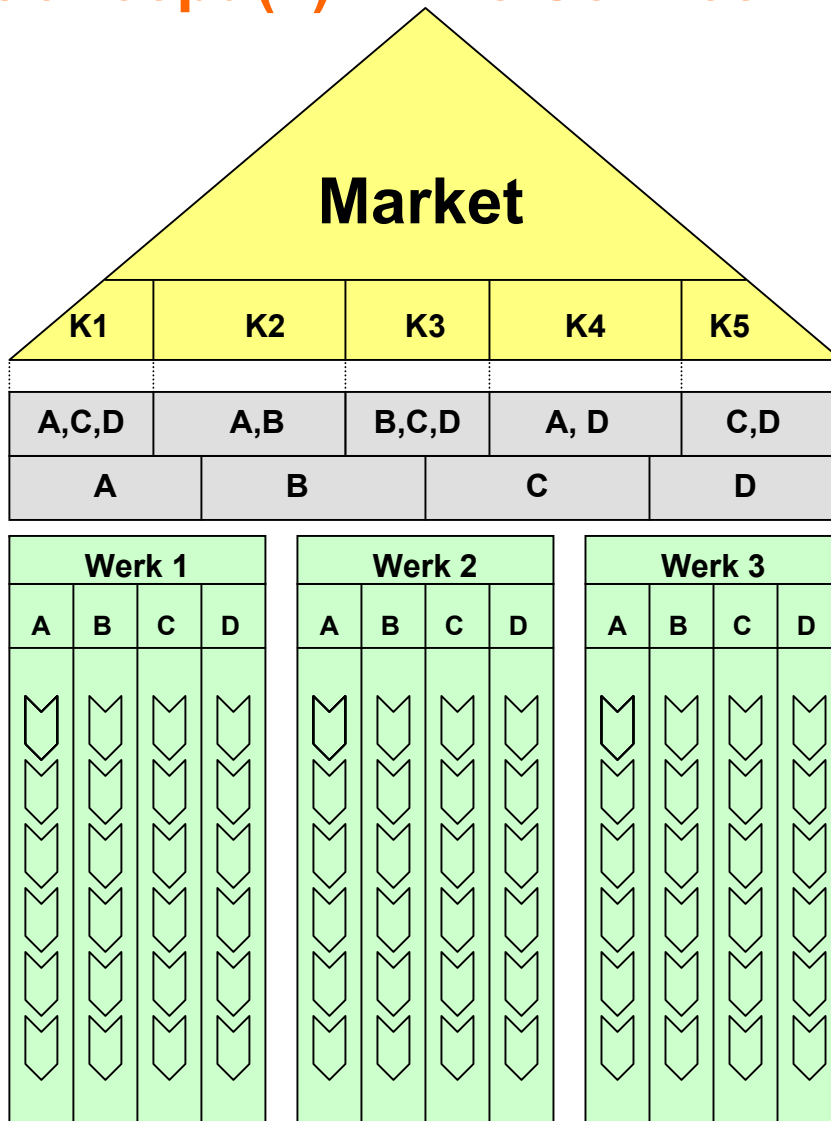 Market
K1 K2 K3 K4 K5
A,C,D A,B B,C,D A, D C,D
A B C D
Werk 1 Werk 2 Werk 3
A B C D A B C D A B C D